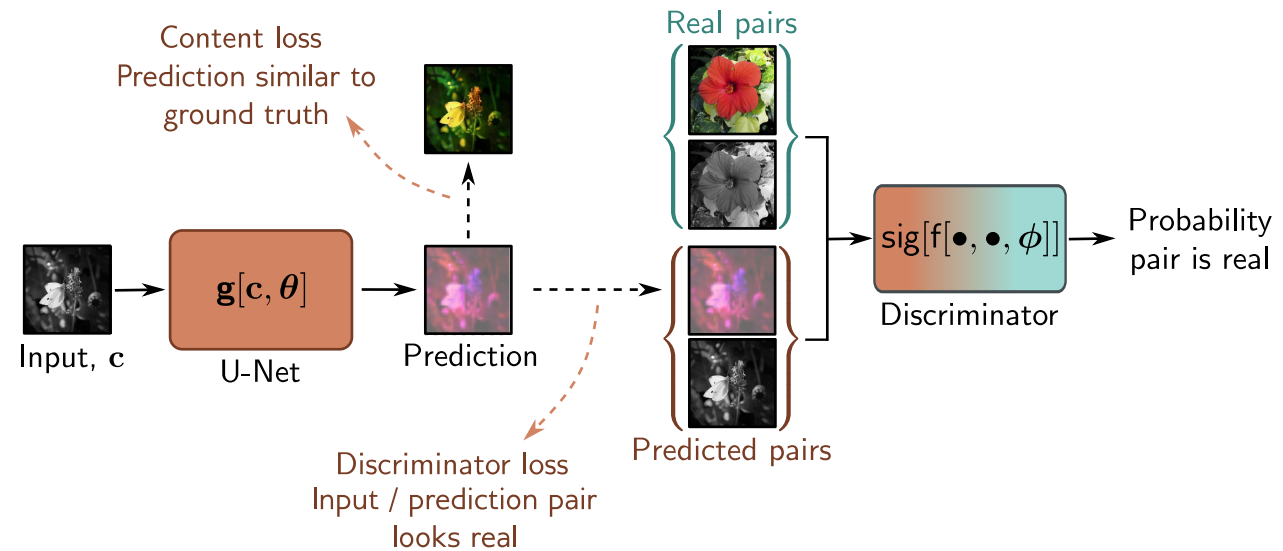 Content loss
Prediction similar to
ground truth
Real pairs
Input, c
g[c, θ]
U-Net
Prediction
sig[f[•, •, ϕ]]
Discriminator
Probability
pair is real
Predicted pairs
Discriminator loss
Input / prediction pair
looks real